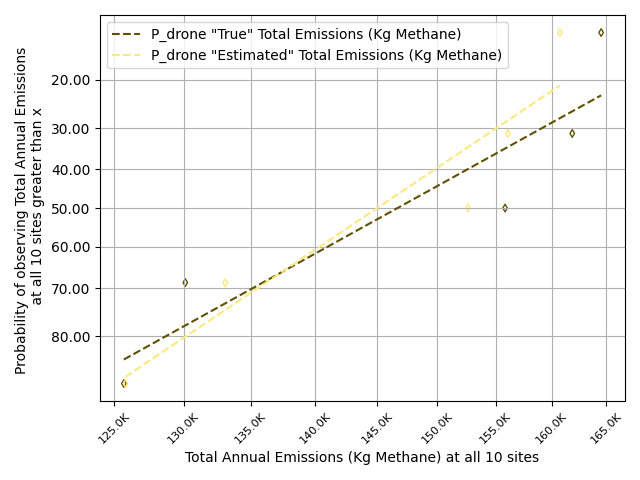 P_drone "True" Total Emissions (Kg Methane)
P_drone "Estimated" Total Emissions (Kg Methane)
Probability of observing Total Annual Emissions
at all 10 sites greater than x
20.00
30.00
40.00
50.00
60.00
70.00
80.00
125.0K
130.0K
135.0K
140.0K
145.0K
150.0K
155.0K
160.0K
165.0K
Total Annual Emissions (Kg Methane) at all 10 sites